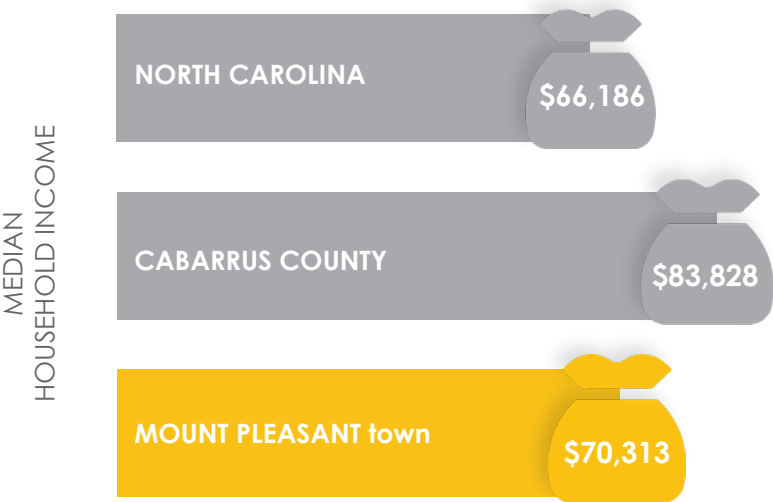 MEDIAN
HOUSEHOLD INCOME
NORTH CAROLINA
$66,186
CABARRUS COUNTY
$83,828
MOUNT PLEASANT town
$70,313